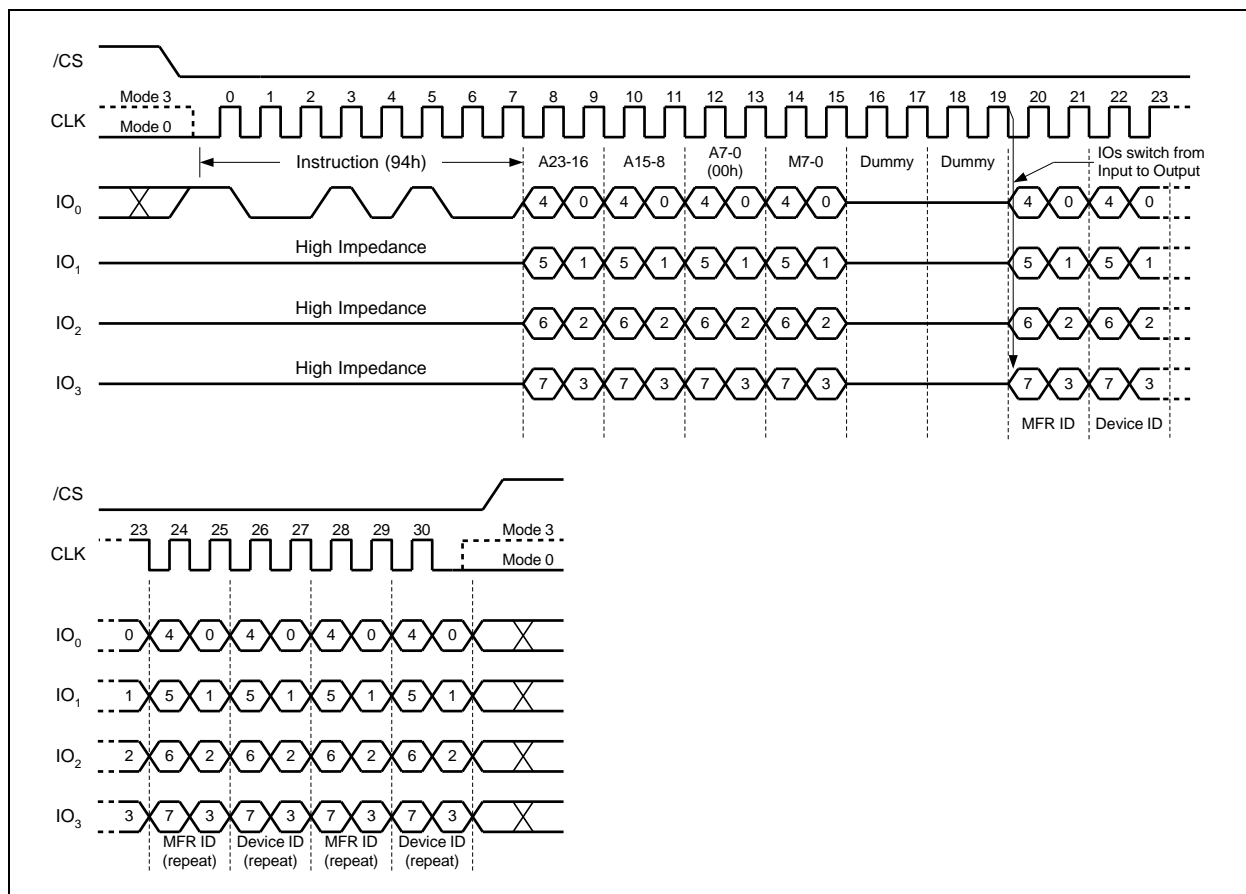 /CS
Mode 3
0 1 2 3 4 5 6 7 8 9 10 11 12 13 14 15 16 17 18 19 20 21 22 23
CLK
Mode 0
Instruction (94h)
A23-16
A15-8
A7-0
(00h)
M7-0
Dummy
Dummy
IOs switch from
Input to Output
IO0
4 0 4 0 4 0 4 0 4 0 4 0
High Impedance
IO1
5 1 5 1 5 1 5 1 5 1 5 1
High Impedance
IO2
6 2 6 2 6 2 6 2 6 2 6 2
High Impedance
IO3
7 3 7 3 7 3 7 3 7 3 7 3
MFR ID
Device ID
/CS
23 24 25 26 27 28 29 30
Mode 3
CLK
Mode 0
IO0
0 4 0 4 0 4 0 4 0
IO1
1 5 1 5 1 5 1 5 1
IO2
2 6 2 6 2 6 2 6 2
IO3
3 7 3 7 3 7 3 7 3
MFR ID
(repeat)
Device ID
(repeat)
MFR ID
(repeat)
Device ID
(repeat)